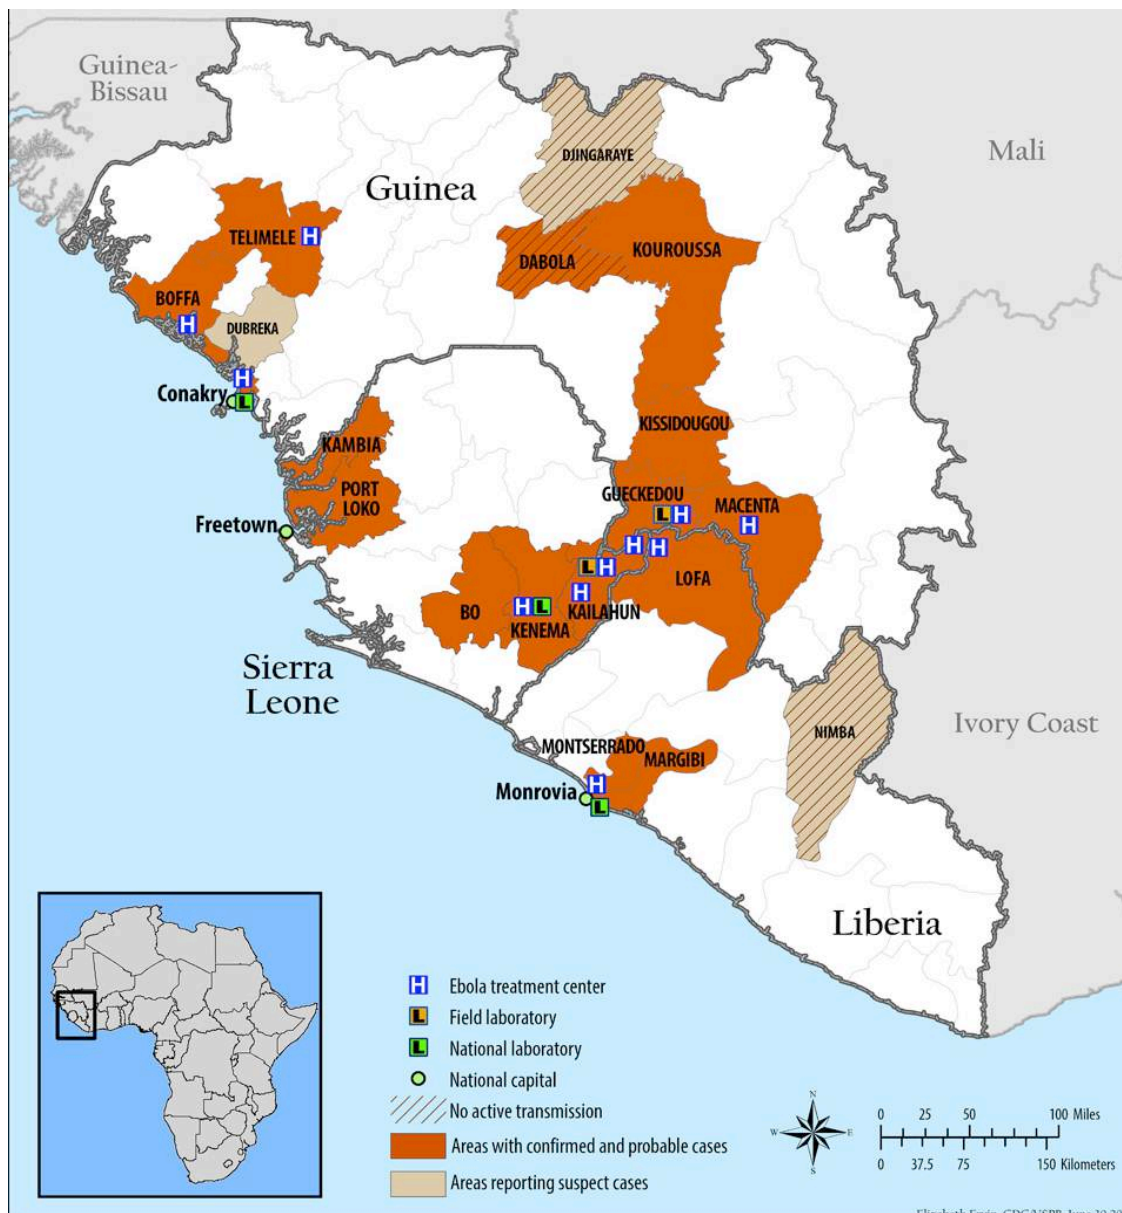 Guinea-
Bissau
Mali
DJINGARAYE
Guinea
TELIMELE
H
KOUROUSSA
DABOLA
BOFFA
H
DUBREKA
H
Conakry
L
KISSIDOUGOU
KAMBIA
PORT
LOKO
GUECKEDOU
MACENTA
L H
H
Freetown
H H
L H
LOFA
H
BO
H L
KAILAHUN
KENEMA
Sierra
Leone
Ivory Coast
NIMBA
MONTSERRADO
MARGIBI
H
Monrovia
L
Liberia
H Ebola treatment center
L Field laboratory
L National laboratory
National capital
No active transmission
Areas with confirmed and probable cases
Areas reporting suspect cases
N
W E
S
0 25 50 100 Miles
0 37.5 75 150 Kilometers